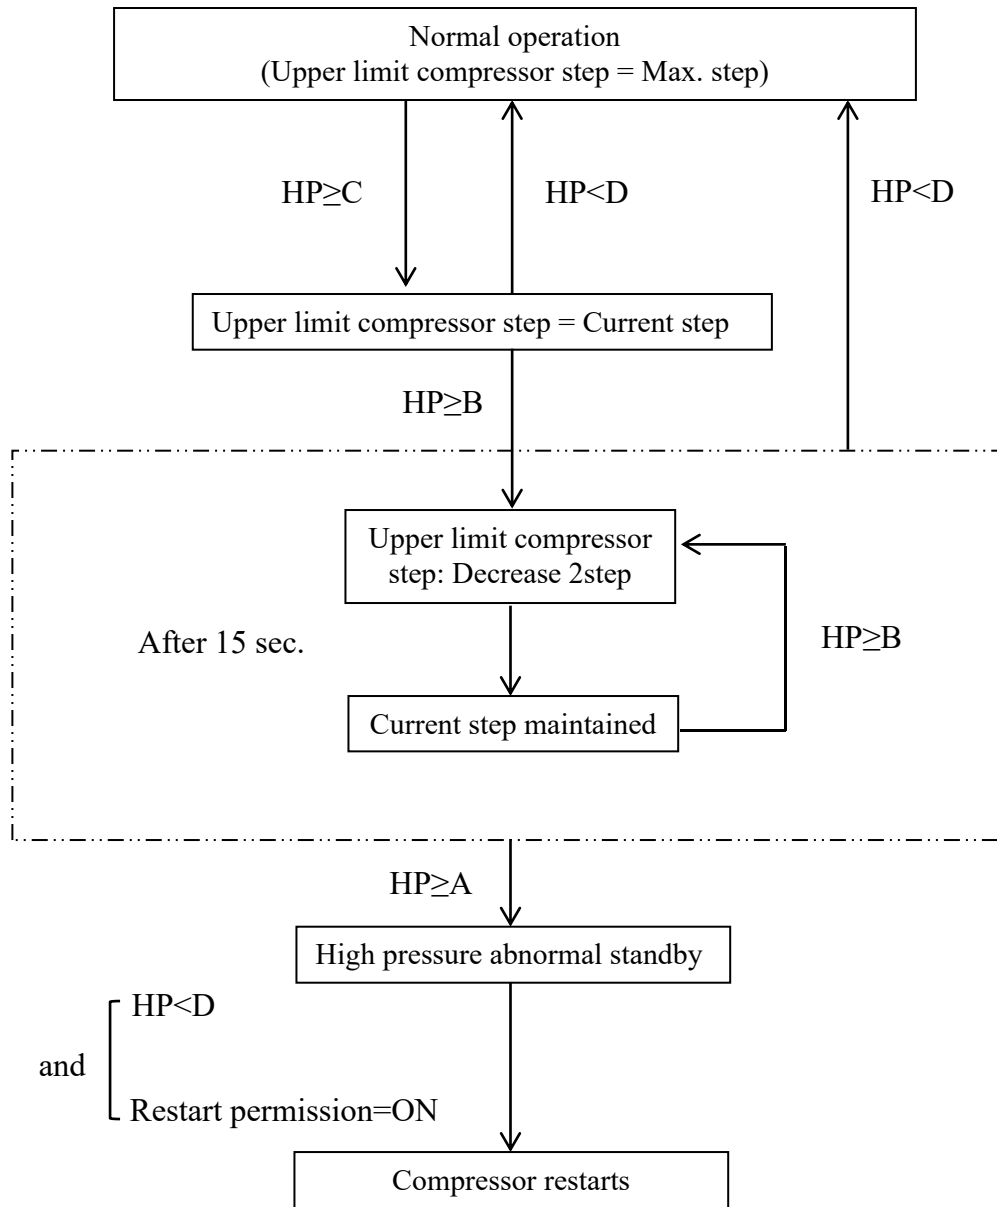 Normal operation
(Upper limit compressor step = Max. step)
HP≥C
HP<D
HP<D
Upper limit compressor step = Current step
HP≥B
Upper limit compressor
step: Decrease 2step
After 15 sec.
HP≥B
Current step maintained
HP≥A
High pressure abnormal standby
HP<D
and
Restart permission=ON
Compressor restarts